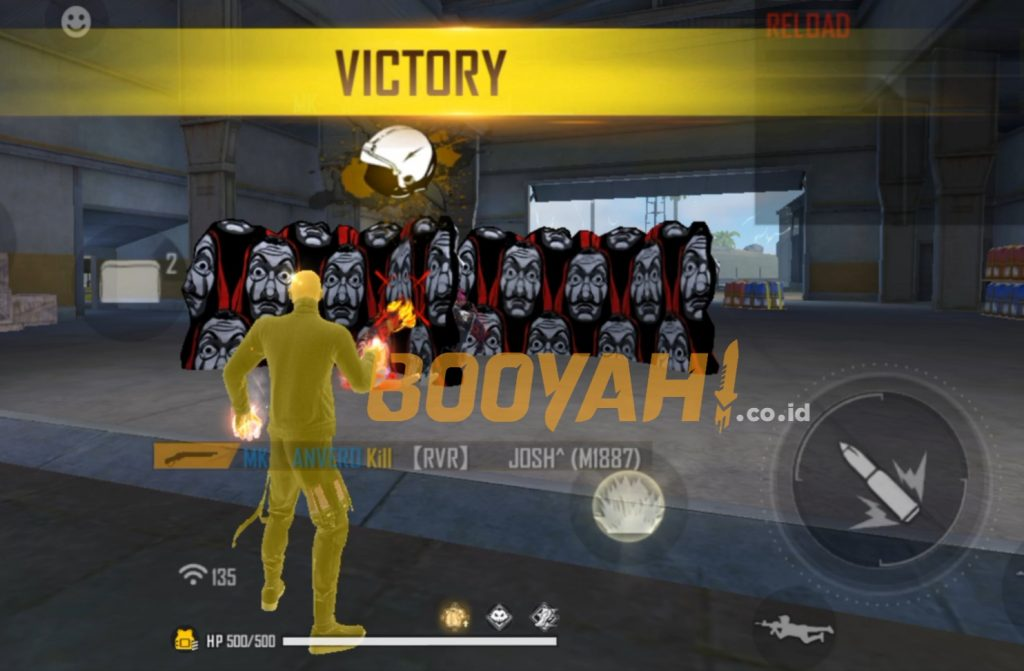 RELOAD
VICTORY
2
BOOYAH!.co.id
MK ANVERO Kill 【RVR】 JOSH^ (M1887)
135
HP 500/500